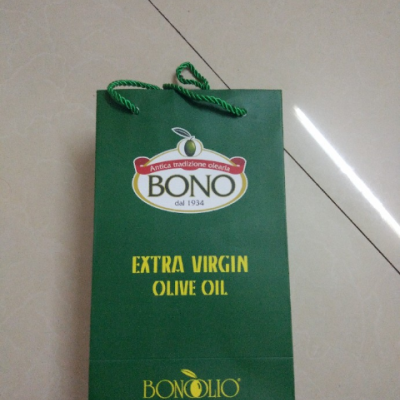 Antica tradizione olearia
BONO
dal 1934
EXTRA VIRGIN
OLIVE OIL
BONOLIO®